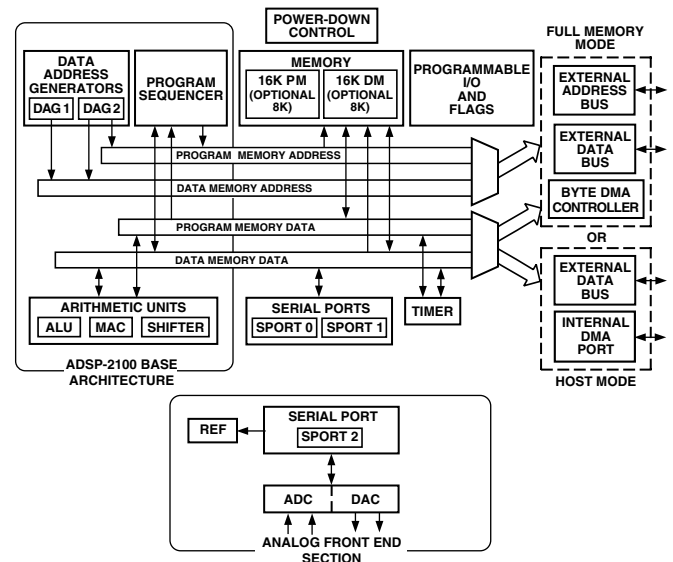 POWER-DOWN
CONTROL
FULL MEMORY
MODE
DATA
ADDRESS
GENERATORS
DAG 1
DAG 2
PROGRAM
SEQUENCER
MEMORY
16K PM
(OPTIONAL
8K)
16K DM
(OPTIONAL
8K)
PROGRAMMABLE
I/O
AND
FLAGS
EXTERNAL
ADDRESS
BUS
EXTERNAL
DATA
BUS
BYTE DMA
CONTROLLER
OR
PROGRAM MEMORY ADDRESS
DATA MEMORY ADDRESS
PROGRAM MEMORY DATA
DATA MEMORY DATA
EXTERNAL
DATA
BUS
INTERNAL
DMA
PORT
HOST MODE
ARITHMETIC UNITS
ALU
MAC
SHIFTER
SERIAL PORTS
SPORT 0
SPORT 1
TIMER
ADSP-2100 BASE
ARCHITECTURE
REF
SERIAL PORT
SPORT 2
ADC
DAC
ANALOG FRONT END
SECTION